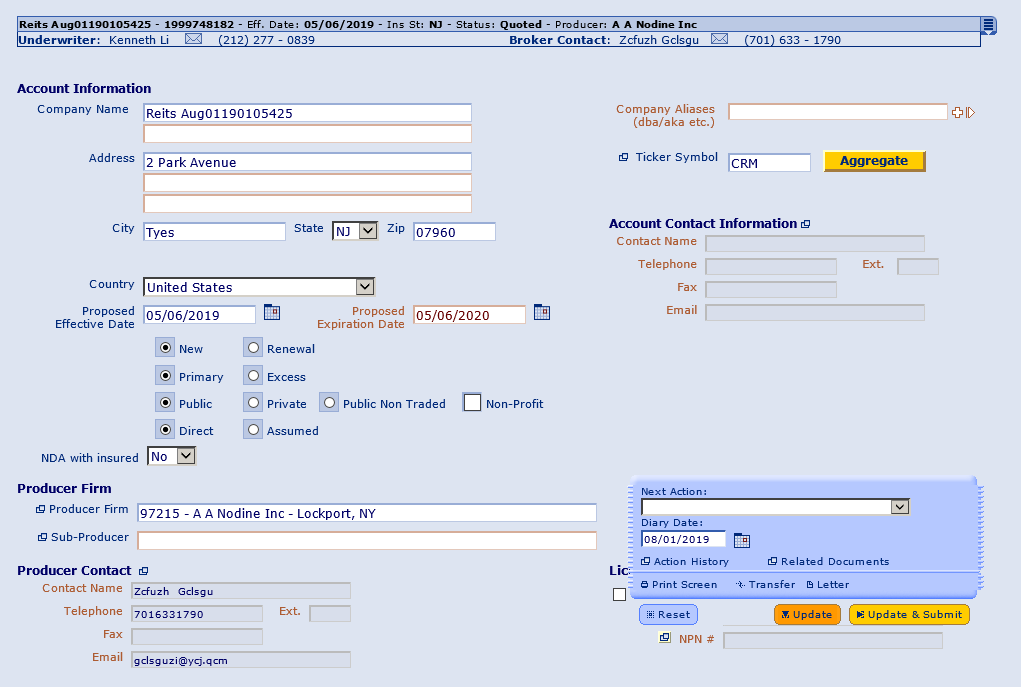 Reits Aug01190105425 - 1999748182 - Eff. Date: 05/06/2019 - Ins St: NJ - Status: Quoted - Producer: A A Nodine Inc
Underwriter: Kenneth Li (212) 277 - 0839 Broker Contact: Zcfuzh Gclsgu (701) 633 - 1790
Account Information
Company Name Reits Aug01190105425
Company Aliases
(dba/aka etc.)
Address 2 Park Avenue
Ticker Symbol CRM Aggregate
City Tyes State NJ Zip 07960
Account Contact Information
Contact Name
Telephone Ext.
Fax
Email
Country United States
Proposed
Effective Date 05/06/2019
Proposed
Expiration Date 05/06/2020
New Renewal
Primary Excess
Public Private Public Non Traded Non-Profit
Direct Assumed
NDA with insured No
Producer Firm
Producer Firm 97215 - A A Nodine Inc - Lockport, NY
Sub-Producer
Producer Contact
Contact Name Zcfuzh Gclsgu
Telephone 7016331790 Ext.
Fax
Email gclsguzi@ycj.qcm
Next Action:
Diary Date:
08/01/2019
Action History Related Documents
Print Screen Transfer Letter
Reset Update Update & Submit
NPN #